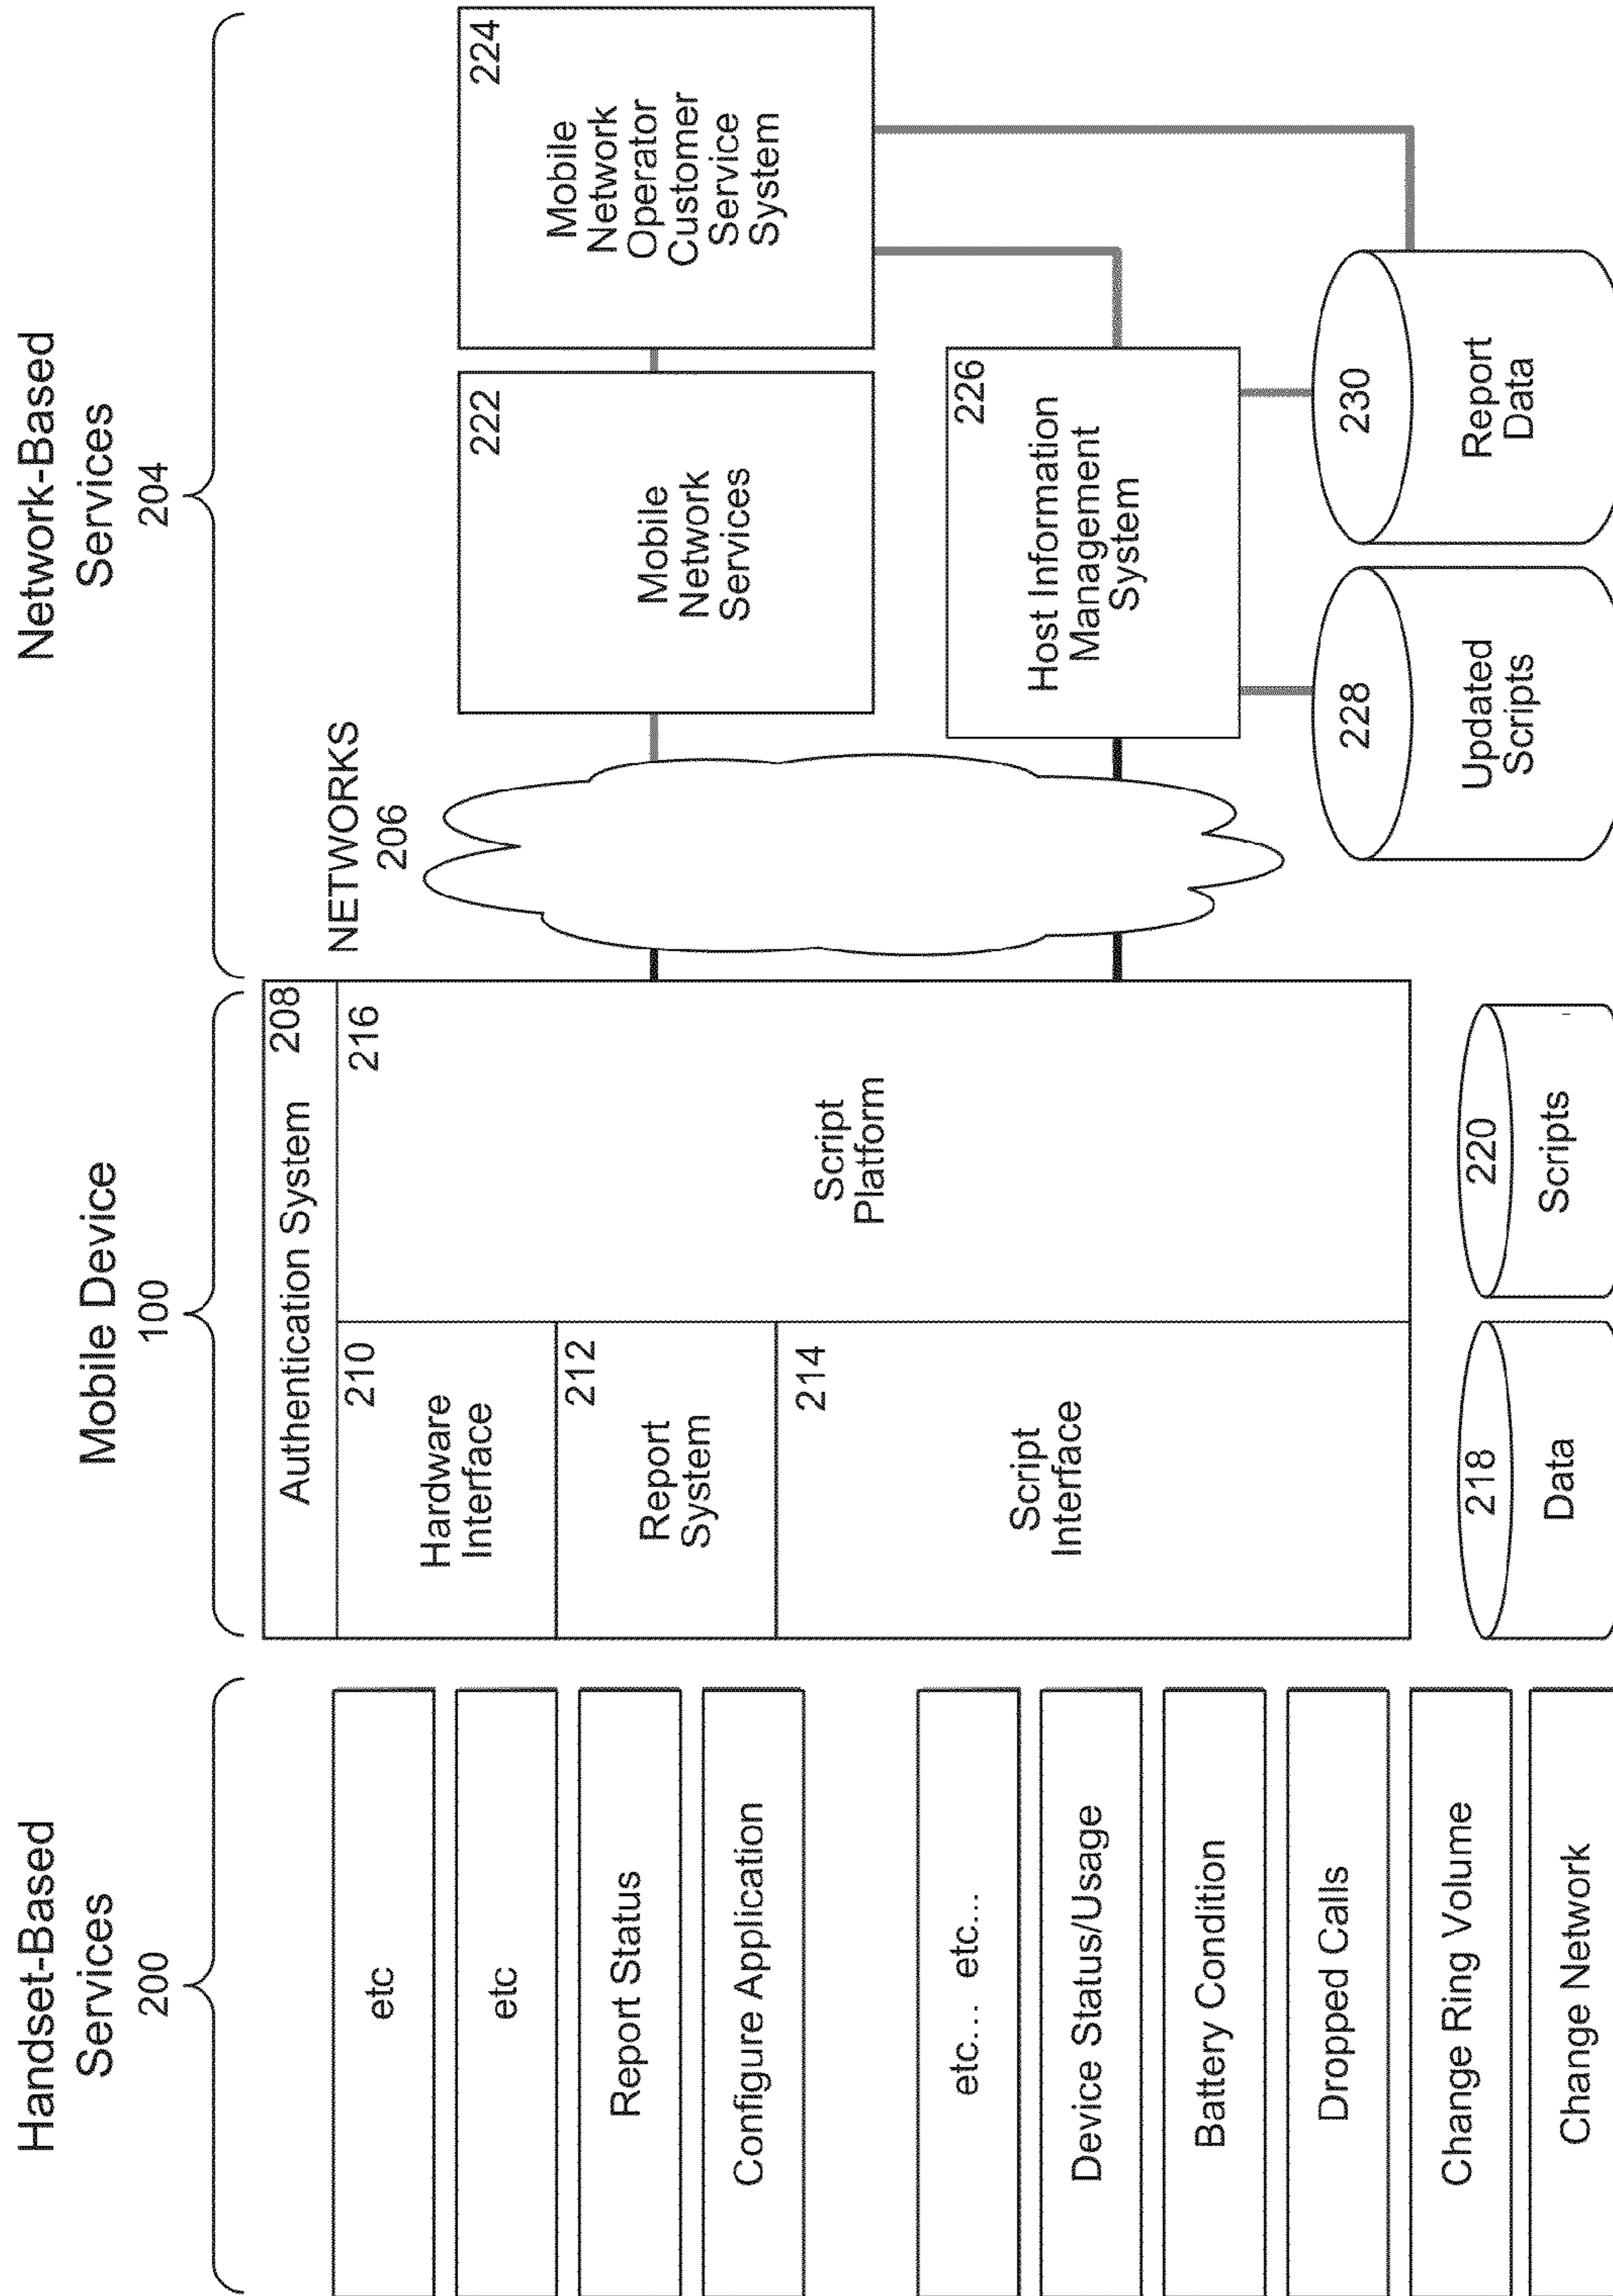 Handset-Based
Services
200
etc
etc
Report Status
Configure Application
etc... etc...
Device Status/Usage
Battery Condition
Dropped Calls
Change Ring Volume
Change Network
Mobile Device
100
Authentication System 208
210
Hardware
Interface
212
Report
System
214
Script
Interface
216
Script
Platform
218
Data
220
Scripts
Network-Based
Services
204
NETWORKS
206
222
Mobile
Network
Services
224
Mobile
Network
Operator
Customer
Service
System
226
Host Information
Management
System
228
Updated
Scripts
230
Report
Data